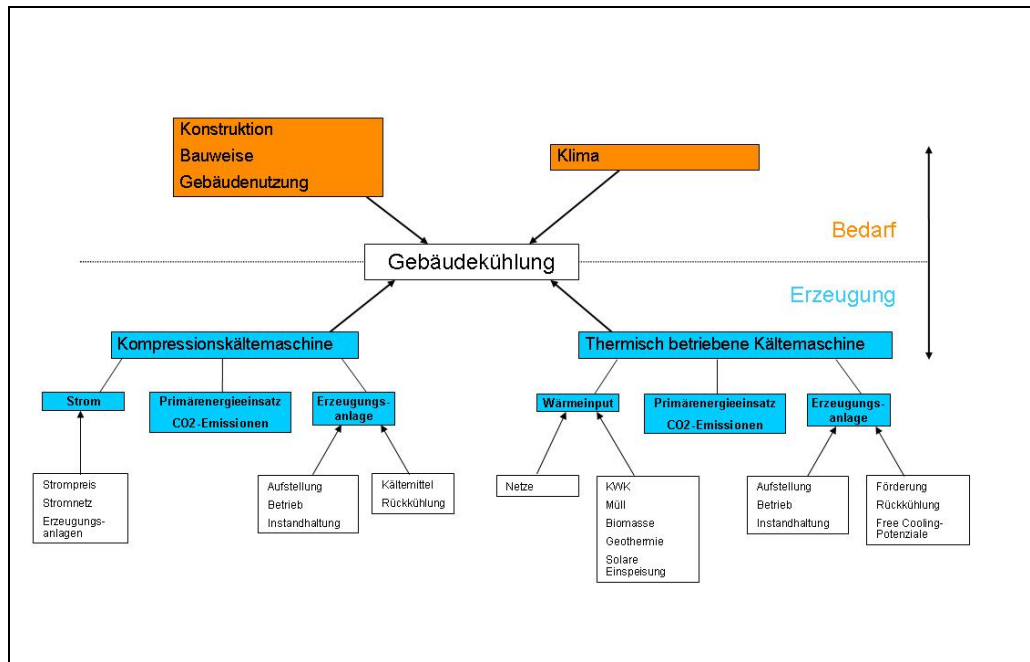 Konstruktion
Bauweise
Gebäudenutzung
Klima
Bedarf
Gebäudekühlung
Erzeugung
Kompressionskältemaschine
Thermisch betriebene Kältemaschine
Strom
Primärenergieeinsatz
CO2-Emissionen
Erzeugungs-
anlage
Wärmeinput
Primärenergieeinsatz
CO2-Emissionen
Erzeugungs-
anlage
Strompreis
Stromnetz
Erzeugungs-
anlagen
Aufstellung
Betrieb
Instandhaltung
Kältemittel
Rückkühlung
Netze
KWK
Müll
Biomasse
Geothermie
Solare
Einspeisung
Aufstellung
Betrieb
Instandhaltung
Förderung
Rückkühlung
Free Cooling-
Potenziale